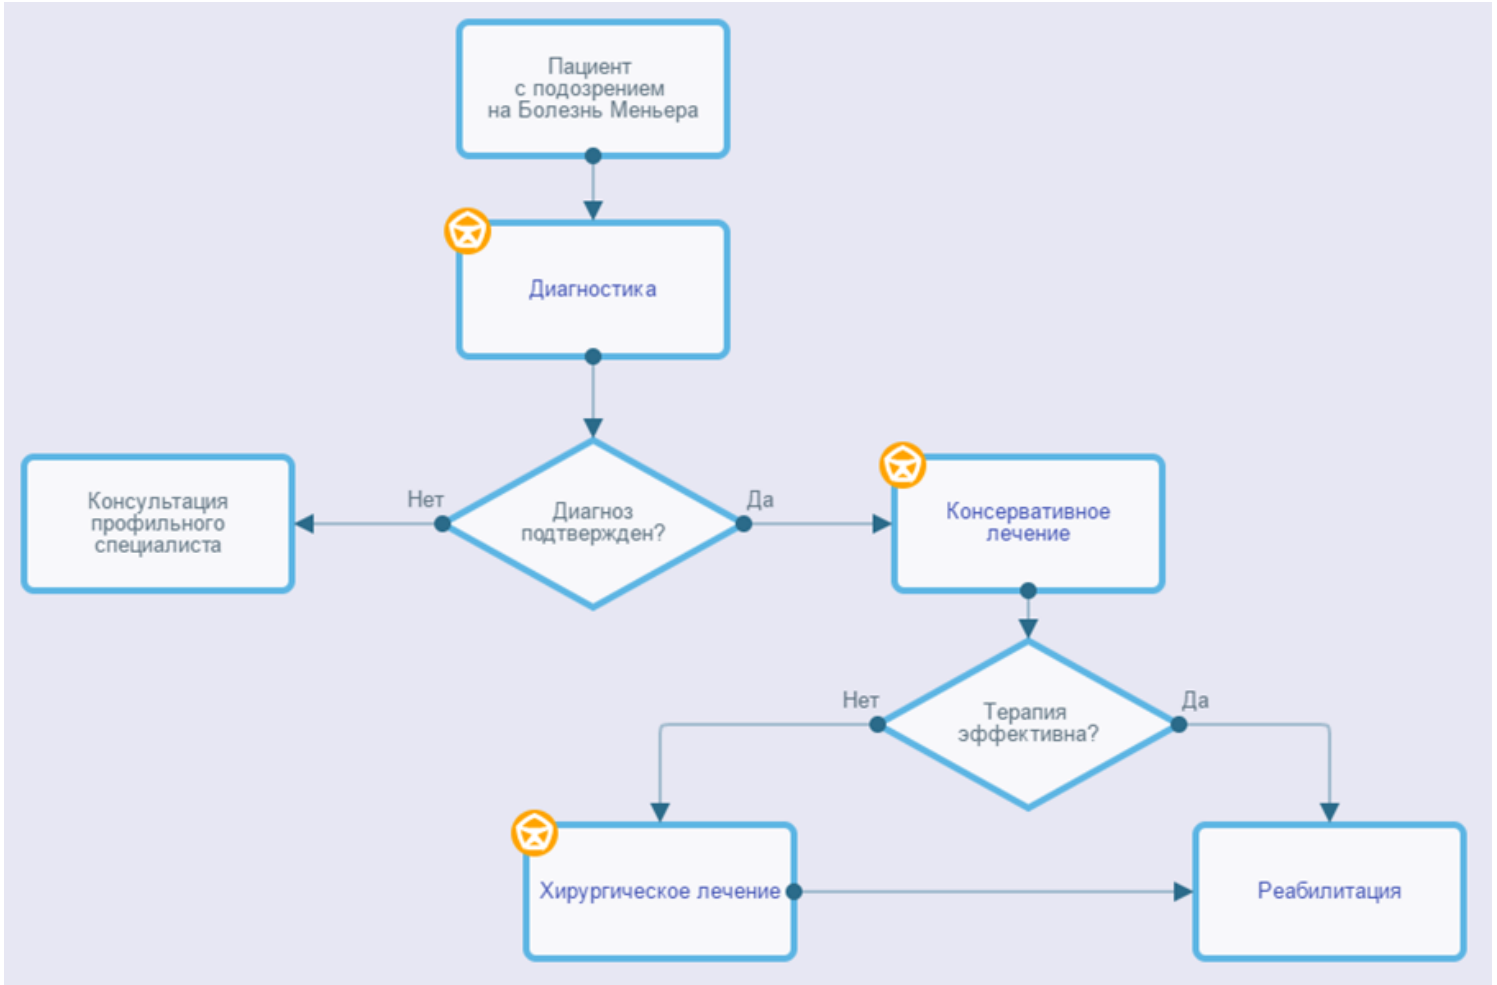 Пациент
с подозрением
на Болезнь Меньера
Диагностика
Консультация
профильного
специалиста
Нет
Диагноз
подтвержден?
Да
Консервативное
лечение
Нет
Терапия
эффективна?
Да
Хирургическое лечение
Реабилитация